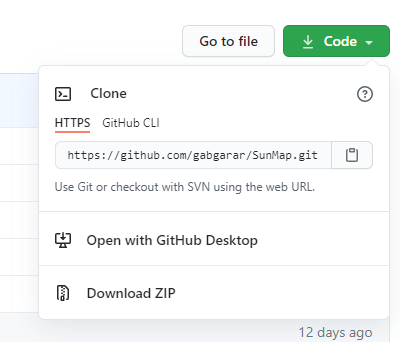 Go to file
Code
Clone
HTTPS
GitHub CLI
https://github.com/gabgarar/SunMap.git
Use Git or checkout with SVN using the web URL.
Open with GitHub Desktop
Download ZIP
12 days ago